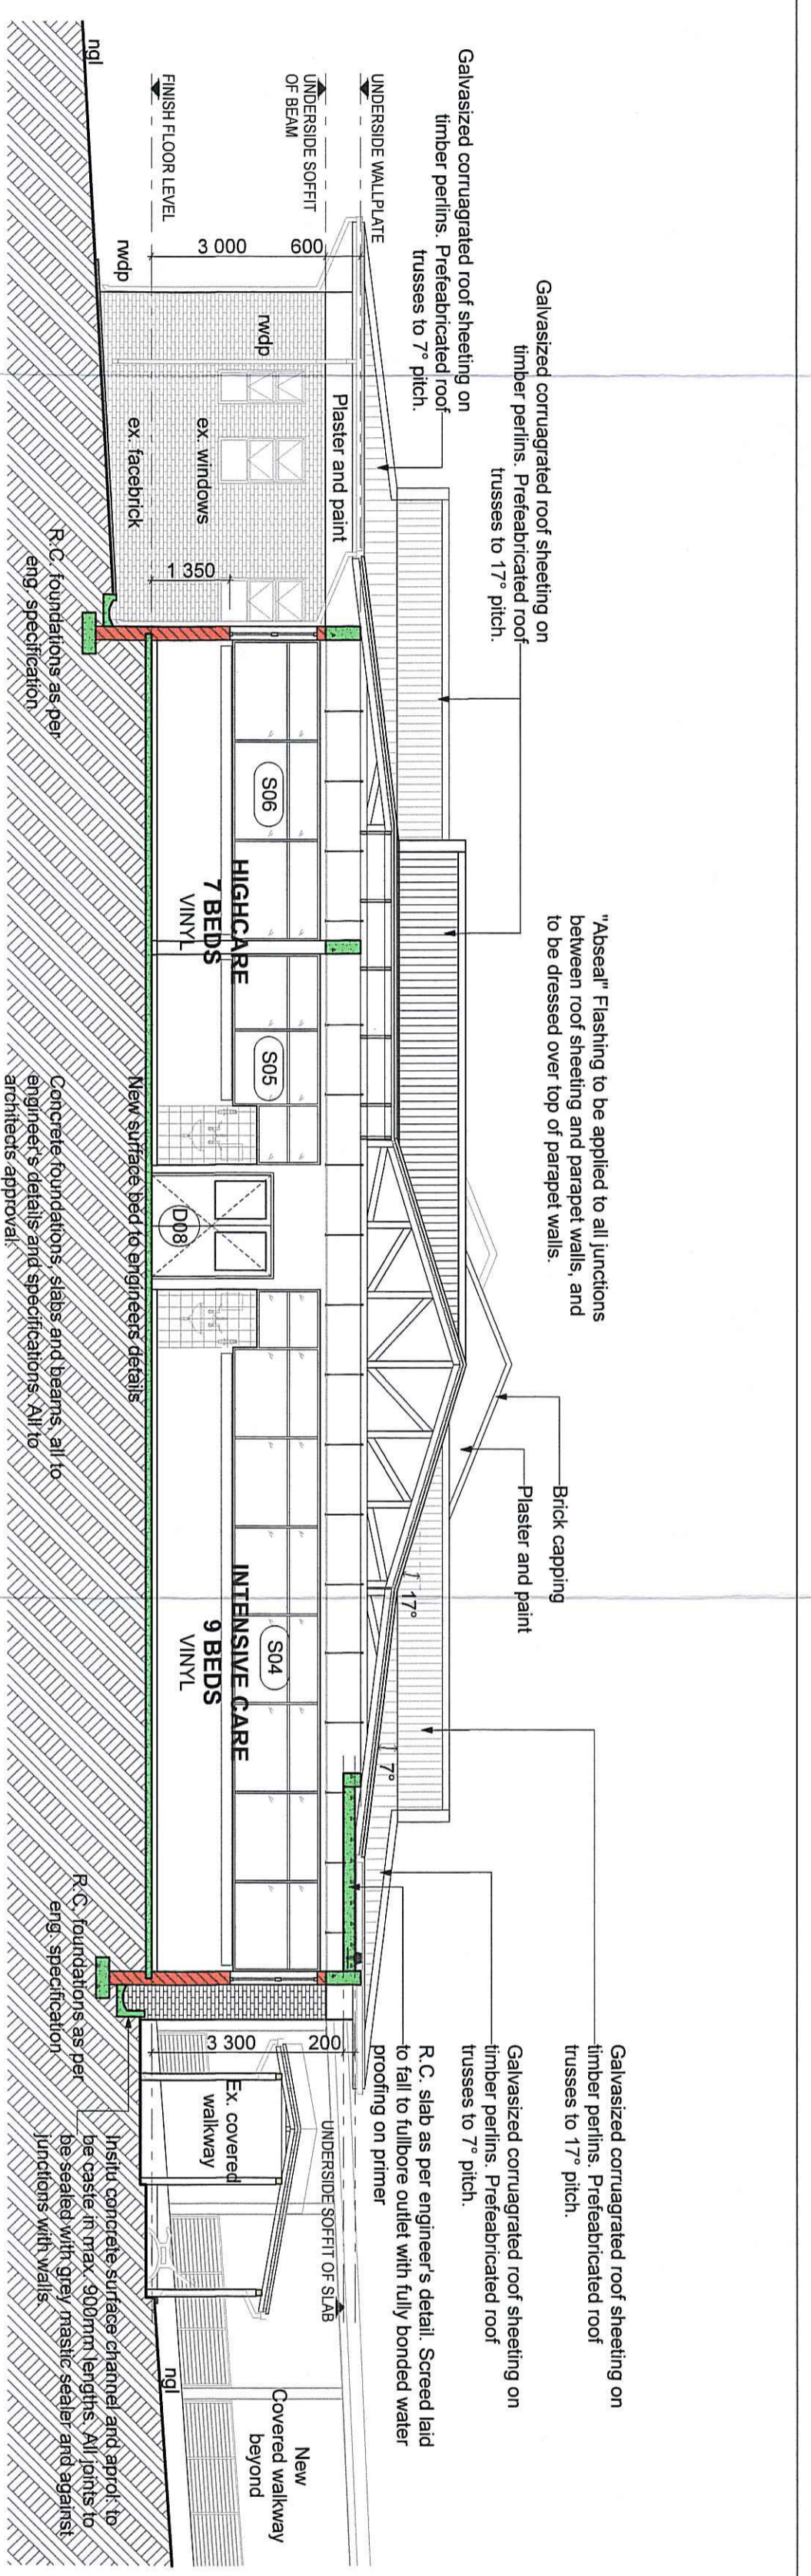 Galvasized corruagrated roof sheeting on
timber perlins. Prefeabricated roof
trusses to 7° pitch.
Galvasized corruagrated roof sheeting on
timber perlins. Prefeabricated roof
trusses to 17° pitch.
"Abseal" Flashing to be applied to all junctions
between roof sheeting and parapet walls, and
to be dressed over top of parapet walls.
Brick capping
Plaster and paint
Galvasized corruagrated roof sheeting on
timber perlins. Prefeabricated roof
trusses to 17° pitch.
Galvasized corruagrated roof sheeting on
timber perlins. Prefeabricated roof
trusses to 7° pitch.
R.C. slab as per engineer's detail. Screed laid
to fall to fullbore outlet with fully bonded water
proofing on primer
17°
7°
UNDERSIDE WALLPLATE
UNDERSIDE SOFFIT
OF BEAM
FINISH FLOOR LEVEL
ngl
600
3 000
rwdp
rwdp
Plaster and paint
ex. windows
ex. facebrick
1 350
S06
HIGHCARE
7 BEDS
VINYL
S05
D08
S04
INTENSIVE CARE
9 BEDS
VINYL
200
3 300
UNDERSIDE SOFFIT OF SLAB
Ex. covered
walkway
New
Covered walkway
beyond
ngl
R.C. foundations as per
eng. specification
New surface bed to engineers details
Concrete foundations, slabs and beams, all to
engineer's details and specifications. All to
architects approval.
R.C. foundations as per
eng. specification
Insitu concrete surface channel and aprok to
be caste in max. 900mm lengths. All joints to
be sealed with grey mastic sealer and against
junctions with walls.